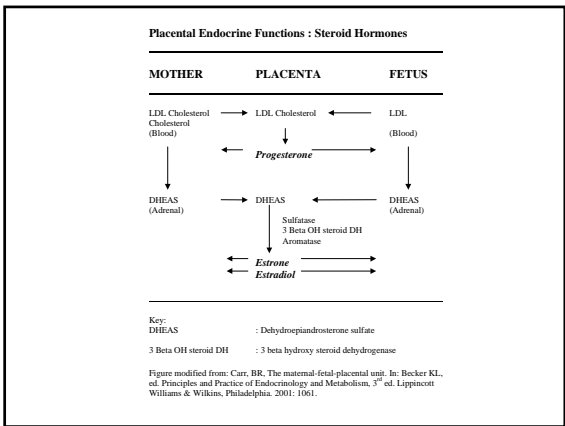 Placental Endocrine Functions : Steroid Hormones
MOTHER PLACENTA FETUS
LDL Cholesterol LDL Cholesterol LDL
Cholesterol
(Blood) (Blood)
Progesterone
DHEAS DHEAS DHEAS
(Adrenal) (Adrenal)
Sulfatase
3 Beta OH steroid DH
Aromatase
Estrone
Estradiol
Key:
DHEAS : Dehydroepiandrosterone sulfate
3 Beta OH steroid DH : 3 beta hydroxy steroid dehydrogenase
Figure modified from: Carr, BR, The maternal-fetal-placental unit. In: Becker KL,
ed. Principles and Practice of Endocrinology and Metabolism, 3rd ed. Lippincott
Williams & Wilkins, Philadelphia. 2001: 1061.